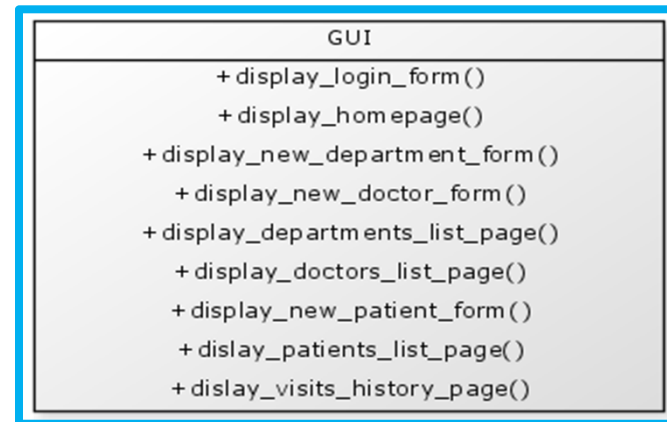 GUI
+display_login_form()
+display_homepage()
+display_new_department_form()
+display_new_doctor_form()
+display_departments_list_page()
+display_doctors_list_page()
+display_new_patient_form()
+dislay_patients_list_page()
+dislay_visits_history_page()